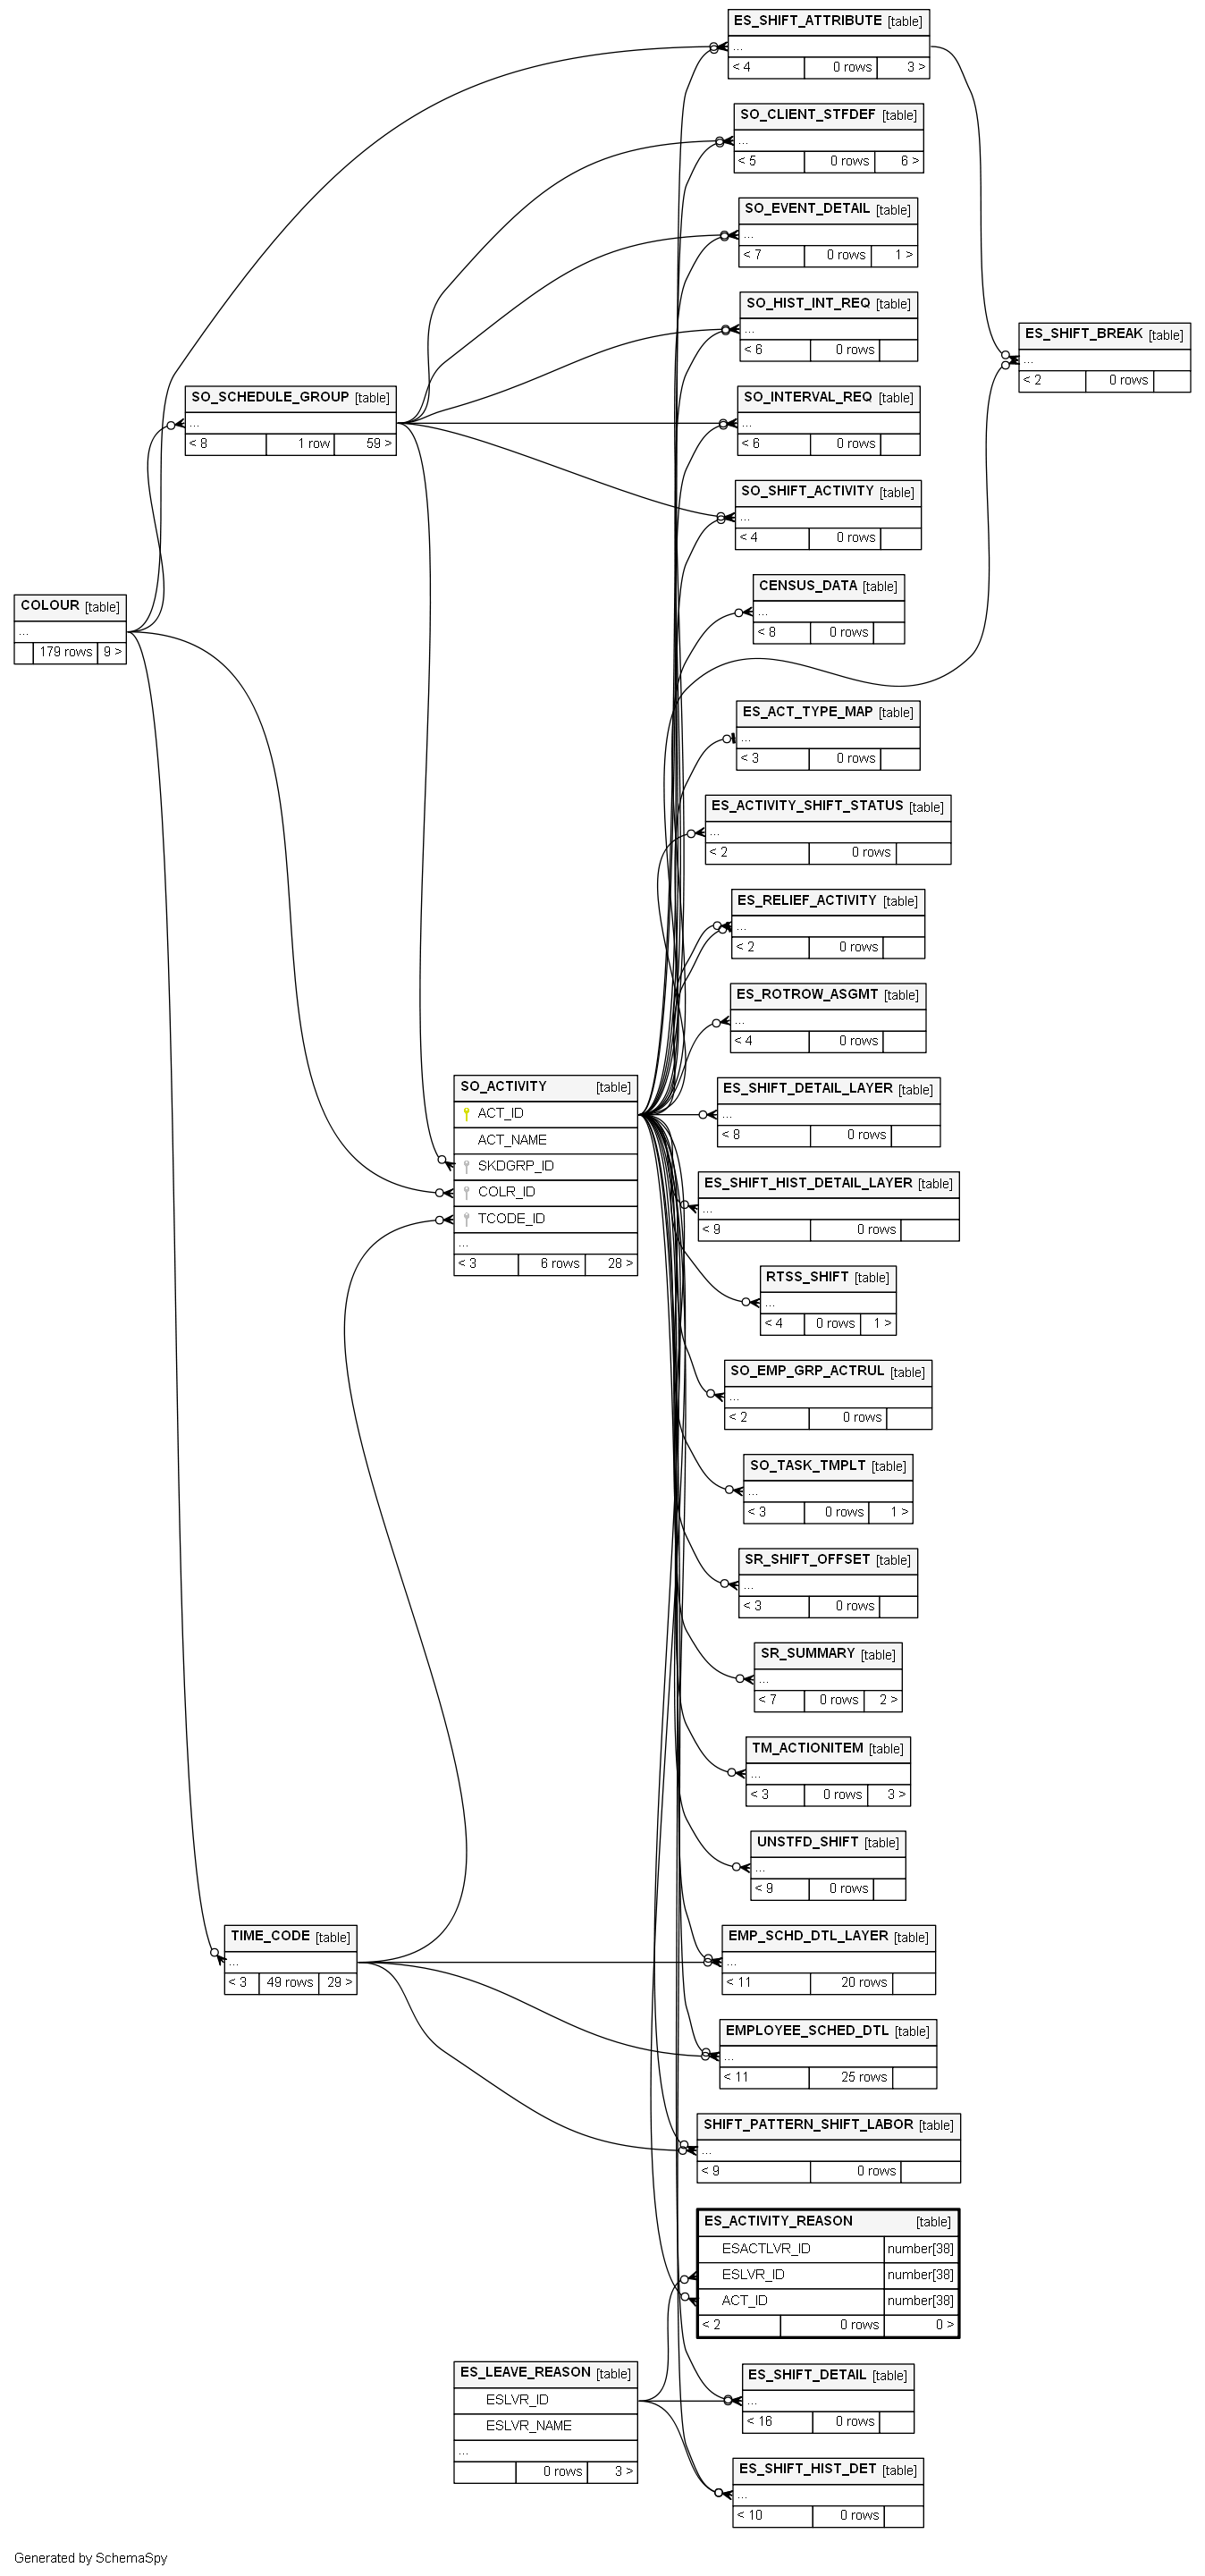 ES_SHIFT_ATTRIBUTE [table]
...
< 4 0 rows 3 >
SO_CLIENT_STFDEF [table]
...
< 5 0 rows 6 >
SO_EVENT_DETAIL [table]
...
< 7 0 rows 1 >
SO_HIST_INT_REQ [table]
...
< 6 0 rows
ES_SHIFT_BREAK [table]
...
< 2 0 rows
SO_SCHEDULE_GROUP [table]
...
< 8 1 row 59 >
SO_INTERVAL_REQ [table]
...
< 6 0 rows
SO_SHIFT_ACTIVITY [table]
...
< 4 0 rows
CENSUS_DATA [table]
...
< 8 0 rows
COLOUR [table]
...
179 rows 9 >
ES_ACT_TYPE_MAP [table]
...
< 3 0 rows
ES_ACTIVITY_SHIFT_STATUS [table]
...
< 2 0 rows
ES_RELIEF_ACTIVITY [table]
...
< 2 0 rows
ES_ROTROW_ASGMT [table]
...
< 4 0 rows
SO_ACTIVITY [table]
ACT_ID
ACT_NAME
SKDGRP_ID
COLR_ID
TCODE_ID
...
< 3 6 rows 28 >
ES_SHIFT_DETAIL_LAYER [table]
...
< 8 0 rows
ES_SHIFT_HIST_DETAIL_LAYER [table]
...
< 9 0 rows
RTSS_SHIFT [table]
...
< 4 0 rows 1 >
SO_EMP_GRP_ACTRUL [table]
...
< 2 0 rows
SO_TASK_TMPLT [table]
...
< 3 0 rows 1 >
SR_SHIFT_OFFSET [table]
...
< 3 0 rows
SR_SUMMARY [table]
...
< 7 0 rows 2 >
TM_ACTIONITEM [table]
...
< 3 0 rows 3 >
UNSTFD_SHIFT [table]
...
< 9 0 rows
TIME_CODE [table]
...
< 3 49 rows 29 >
EMP_SCHD_DTL_LAYER [table]
...
< 11 20 rows
EMPLOYEE_SCHED_DTL [table]
...
< 11 25 rows
SHIFT_PATTERN_SHIFT_LABOR [table]
...
< 9 0 rows
ES_ACTIVITY_REASON [table]
ESACTLVR_ID number[38]
ESLVR_ID number[38]
ACT_ID number[38]
< 2 0 rows 0 >
ES_LEAVE_REASON [table]
ESLVR_ID
ESLVR_NAME
...
0 rows 3 >
ES_SHIFT_DETAIL [table]
...
< 16 0 rows
ES_SHIFT_HIST_DET [table]
...
< 10 0 rows
Generated by SchemaSpy